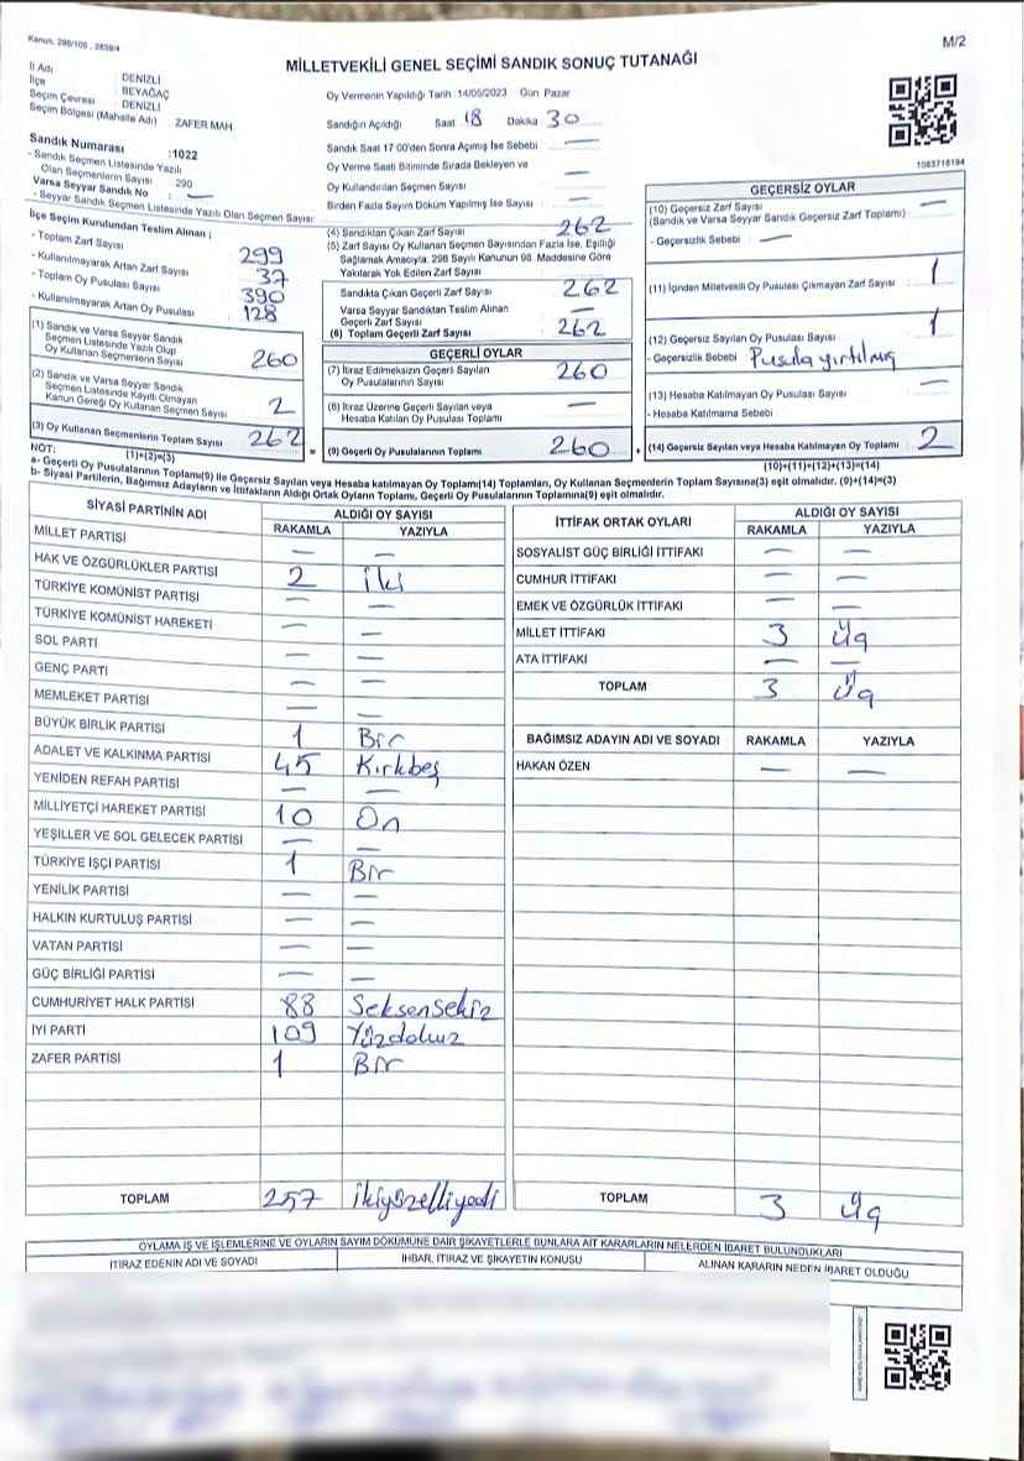 Kanun, 298/105 , 2839/4
M/2
MİLLETVEKİLİ GENEL SEÇİMİ SANDIK SONUÇ TUTANAĞI
İl Adı DENİZLİ
İlçe BEYAĞAÇ
Seçim Çevresi DENİZLİ
Seçim Bölgesi (Mahalle Adı) ZAFER MAH.
Sandık Numarası :1022
- Sandık Seçmen Listesinde Yazılı
Olan Seçmenlerin Sayısı 290
Varsa Seyyar Sandık No : —
- Seyyar Sandık Seçmen Listesinde Yazılı Olan Seçmen Sayısı
İlçe Seçim Kurulundan Teslim Alınan ;
- Toplam Zarf Sayısı 299
- Kullanılmayarak Artan Zarf Sayısı 37
- Toplam Oy Pusulası Sayısı 390
- Kullanılmayarak Artan Oy Pusulası 128
(1) Sandık ve Varsa Seyyar Sandık
Seçmen Listesinde Yazılı Olup
Oy Kullanan Seçmenlerin Sayısı 260
(2) Sandık ve Varsa Seyyar Sandık
Seçmen Listesinde Kayıtlı Olmayan
Kanun Gereği Oy Kullanan Seçmen Sayısı 2
(3) Oy Kullanan Seçmenlerin Toplam Sayısı 262
(1)+(2)=(3)
Oy Vermenin Yapıldığı Tarih :14/05/2023 Gün Pazar
Sandığın Açıldığı Saat 18 Dakika 30
Sandık Saat 17:00'den Sonra Açılmış İse Sebebi —
Oy Verme Saati Bitiminde Sırada Bekleyen ve
Oy Kullandırılan Seçmen Sayısı —
Birden Fazla Sayım Döküm Yapılmış İse Sayısı —
(4) Sandıktan Çıkan Zarf Sayısı 262
(5) Zarf Sayısı Oy Kullanan Seçmen Sayısından Fazla İse, Eşitliği
Sağlamak Amacıyla, 298 Sayılı Kanunun 98. Maddesine Göre
Yakılarak Yok Edilen Zarf Sayısı
Sandıkta Çıkan Geçerli Zarf Sayısı 262
Varsa Seyyar Sandıktan Teslim Alınan
Geçerli Zarf Sayısı —
(6) Toplam Geçerli Zarf Sayısı 262
GEÇERLİ OYLAR
(7) İtiraz Edilmeksizin Geçerli Sayılan
Oy Pusulalarının Sayısı 260
(8) İtiraz Üzerine Geçerli Sayılan veya
Hesaba Katılan Oy Pusulası Toplamı —
= (9) Geçerli Oy Pusulalarının Toplamı 260
1083716194
GEÇERSİZ OYLAR
(10) Geçersiz Zarf Sayısı —
(Sandık ve Varsa Seyyar Sandık Geçersiz Zarf Toplamı)
- Geçersizlik Sebebi —
(11) İçinden Milletvekili Oy Pusulası Çıkmayan Zarf Sayısı 1
(12) Geçersiz Sayılan Oy Pusulası Sayısı 1
- Geçersizlik Sebebi Pusula yırtılmış
(13) Hesaba Katılmayan Oy Pusulası Sayısı —
- Hesaba Katılmama Sebebi
+ (14) Geçersiz Sayılan veya Hesaba Katılmayan Oy Toplamı 2
(10)+(11)+(12)+(13)=(14)
NOT:
a- Geçerli Oy Pusulalarının Toplamı(9) ile Geçersiz Sayılan veya Hesaba katılmayan Oy Toplamı(14) Toplamları, Oy Kullanan Seçmenlerin Toplam Sayısına(3) eşit olmalıdır. (9)+(14)=(3)
b- Siyasi Partilerin, Bağımsız Adayların ve İttifakların Aldığı Ortak Oyların Toplamı, Geçerli Oy Pusulalarının Toplamına(9) eşit olmalıdır.
SİYASİ PARTİNİN ADI ALDIĞI OY SAYISI
RAKAMLA YAZIYLA
MİLLET PARTİSİ — —
HAK VE ÖZGÜRLÜKLER PARTİSİ 2 İki
TÜRKİYE KOMÜNİST PARTİSİ — —
TÜRKİYE KOMÜNİST HAREKETİ — —
SOL PARTİ — —
GENÇ PARTİ — —
MEMLEKET PARTİSİ — —
BÜYÜK BİRLİK PARTİSİ 1 Bir
ADALET VE KALKINMA PARTİSİ 45 Kırkbeş
YENİDEN REFAH PARTİSİ — —
MİLLİYETÇİ HAREKET PARTİSİ 10 On
YEŞİLLER VE SOL GELECEK PARTİSİ — —
TÜRKİYE İŞÇİ PARTİSİ 1 Bir
YENİLİK PARTİSİ — —
HALKIN KURTULUŞ PARTİSİ — —
VATAN PARTİSİ — —
GÜÇ BİRLİĞİ PARTİSİ — —
CUMHURİYET HALK PARTİSİ 88 Seksensekiz
İYİ PARTİ 109 Yüzdokuz
ZAFER PARTİSİ 1 Bir
TOPLAM 257 ikiyüzelliyedi
İTTİFAK ORTAK OYLARI ALDIĞI OY SAYISI
RAKAMLA YAZIYLA
SOSYALİST GÜÇ BİRLİĞİ İTTİFAKI — —
CUMHUR İTTİFAKI — —
EMEK VE ÖZGÜRLÜK İTTİFAKI — —
MİLLET İTTİFAKI 3 Üç
ATA İTTİFAKI — —
TOPLAM 3 Üç
BAĞIMSIZ ADAYIN ADI VE SOYADI RAKAMLA YAZIYLA
HAKAN ÖZEN — —
TOPLAM 3 Üç
OYLAMA İŞ VE İŞLEMLERİNE VE OYLARIN SAYIM DÖKÜMÜNE DAİR ŞİKAYETLERLE BUNLARA AİT KARARLARIN NELERDEN İBARET BULUNDUKLARI
İTİRAZ EDENİN ADI VE SOYADI İHBAR, İTİRAZ VE ŞİKAYETİN KONUSU ALINAN KARARIN NEDEN İBARET OLDUĞU